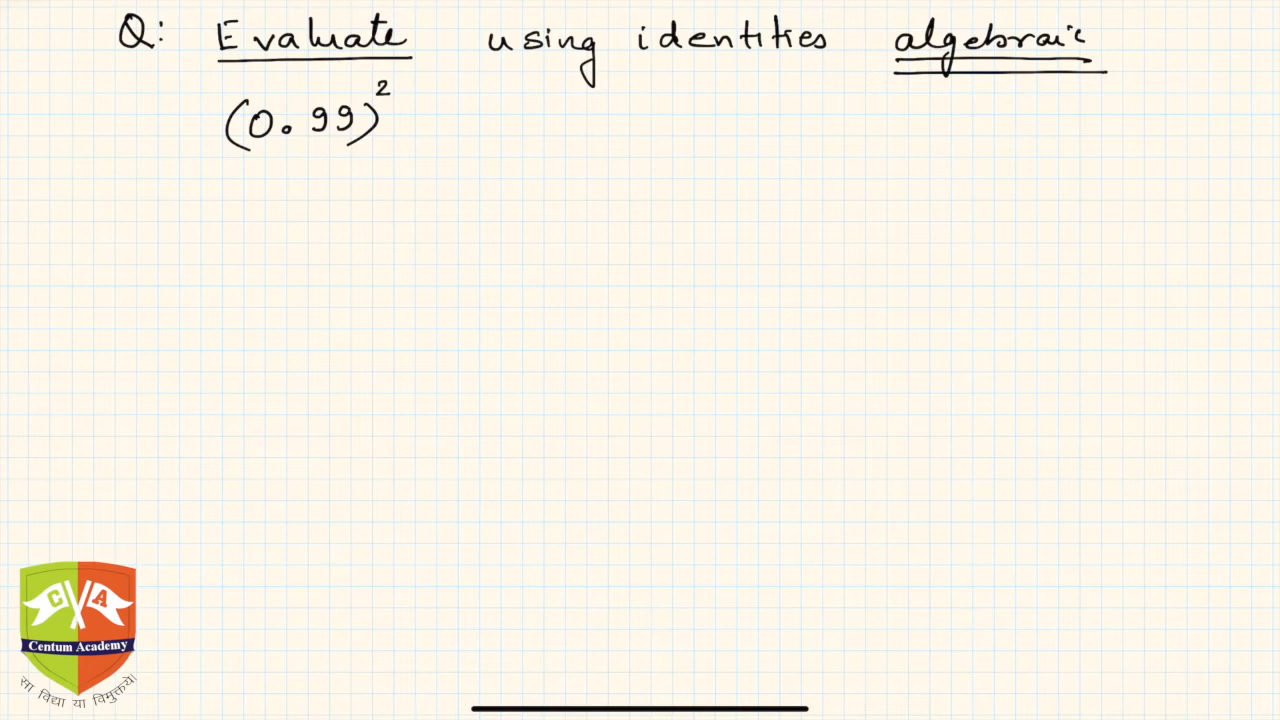 Q: Evaluate using identities algebraic
(0.99)²
C A
Centum Academy
सा विद्या या विमुक्तये